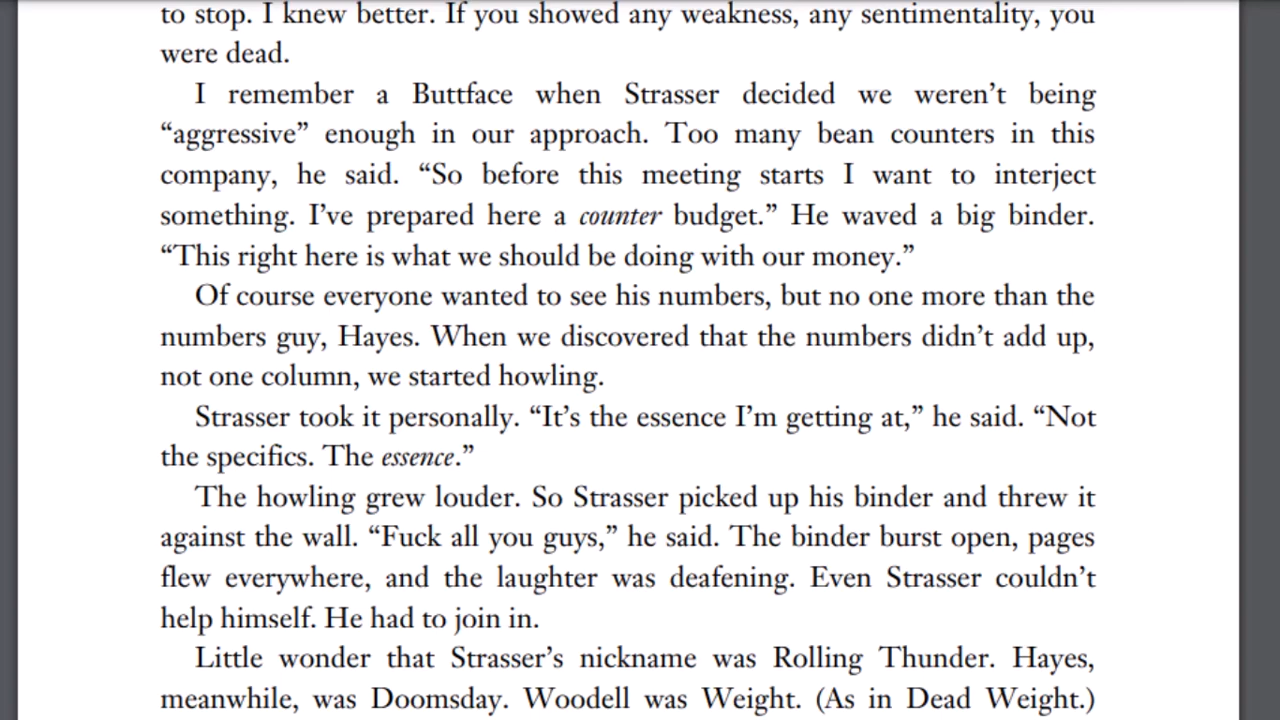 to stop. I knew better. If you showed any weakness, any sentimentality, you
were dead.
I remember a Buttface when Strasser decided we weren’t being
“aggressive” enough in our approach. Too many bean counters in this
company, he said. “So before this meeting starts I want to interject
something. I’ve prepared here a counter budget.” He waved a big binder.
“This right here is what we should be doing with our money.”
Of course everyone wanted to see his numbers, but no one more than the
numbers guy, Hayes. When we discovered that the numbers didn’t add up,
not one column, we started howling.
Strasser took it personally. “It’s the essence I’m getting at,” he said. “Not
the specifics. The essence.”
The howling grew louder. So Strasser picked up his binder and threw it
against the wall. “Fuck all you guys,” he said. The binder burst open, pages
flew everywhere, and the laughter was deafening. Even Strasser couldn’t
help himself. He had to join in.
Little wonder that Strasser’s nickname was Rolling Thunder. Hayes,
meanwhile, was Doomsday. Woodell was Weight. (As in Dead Weight.)